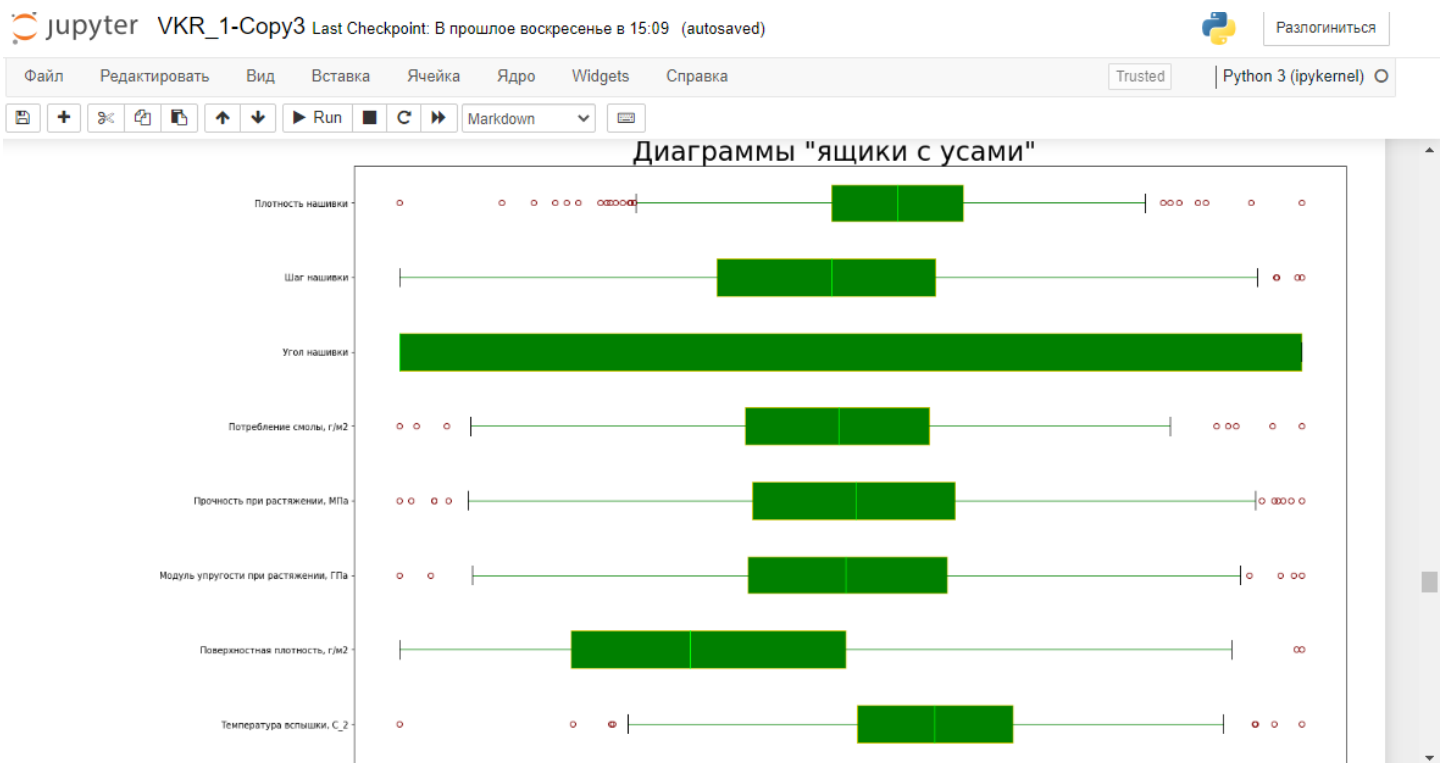 jupyter VKR_1-Copy3 Last Checkpoint: В прошлое воскресенье в 15:09 (autosaved)
Разлогиниться
Файл Редактировать Вид Вставка Ячейка Ядро Widgets Справка
Trusted
Python 3 (ipykernel)
Run
Markdown
Диаграммы "ящики с усами"
Плотность нашивки
Шаг нашивки
Угол нашивки
Потребление смолы, г/м2
Прочность при растяжении, МПа
Модуль упругости при растяжении, ГПа
Поверхностная плотность, г/м2
Температура вспышки, С_2